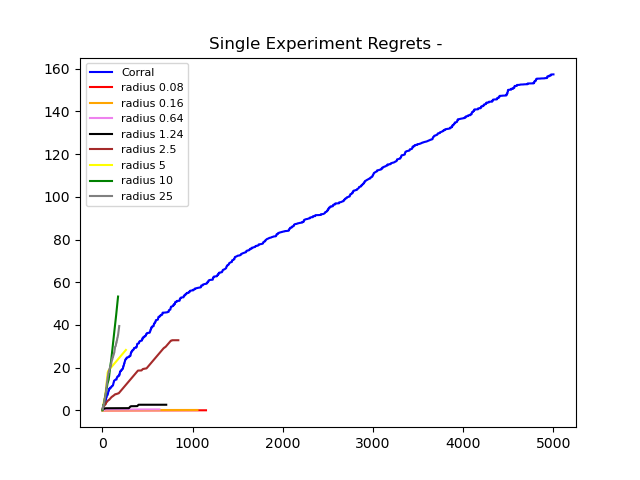 Single Experiment Regrets -
Corral
radius 0.08
radius 0.16
radius 0.64
radius 1.24
radius 2.5
radius 5
radius 10
radius 25
160
140
120
100
80
60
40
20
0
0 1000 2000 3000 4000 5000